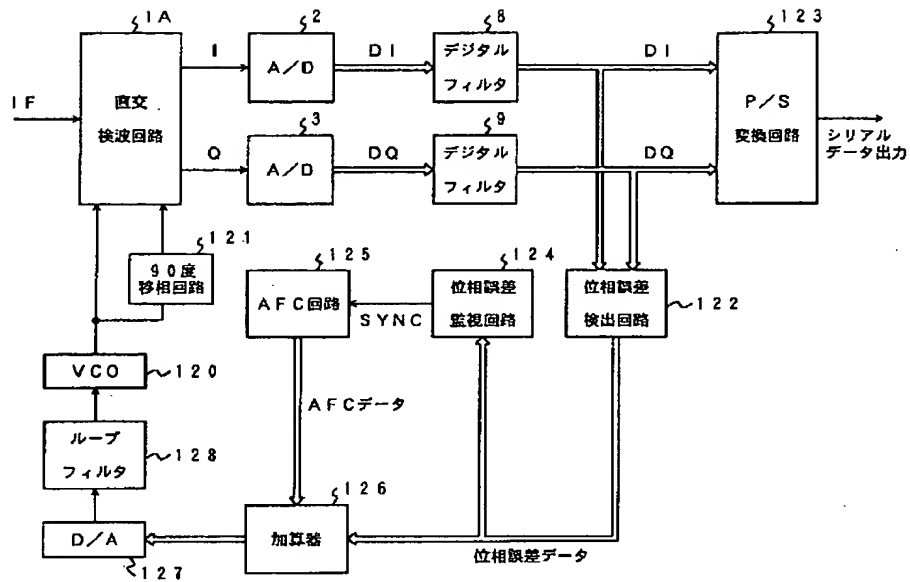 1A
2
8
123
IF
直交
検波回路
I
A/D
DI
デジタル
フィルタ
DI
P/S
変換回路
シリアル
データ出力
3
9
Q
A/D
DQ
デジタル
フィルタ
DQ
121
90度
移相回路
125
AFC回路
SYNC
124
位相誤差
監視回路
位相誤差
検出回路
122
VCO
120
AFCデータ
ループ
フィルタ
128
126
D/A
127
加算器
位相誤差データ